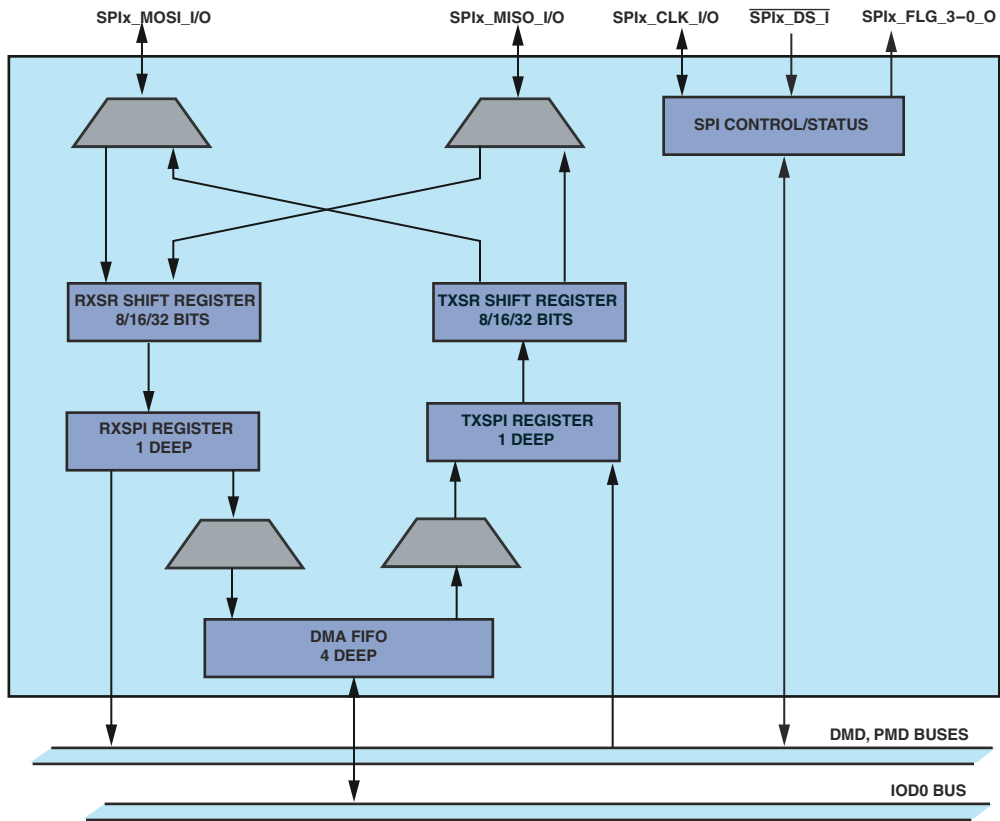 SPIx_MOSI_I/O
SPIx_MISO_I/O
SPIx_CLK_I/O
SPIx_DS_I
SPIx_FLG_3–0_O
SPI CONTROL/STATUS
RXSR SHIFT REGISTER
8/16/32 BITS
TXSR SHIFT REGISTER
8/16/32 BITS
RXSPI REGISTER
1 DEEP
TXSPI REGISTER
1 DEEP
DMA FIFO
4 DEEP
DMD, PMD BUSES
IOD0 BUS